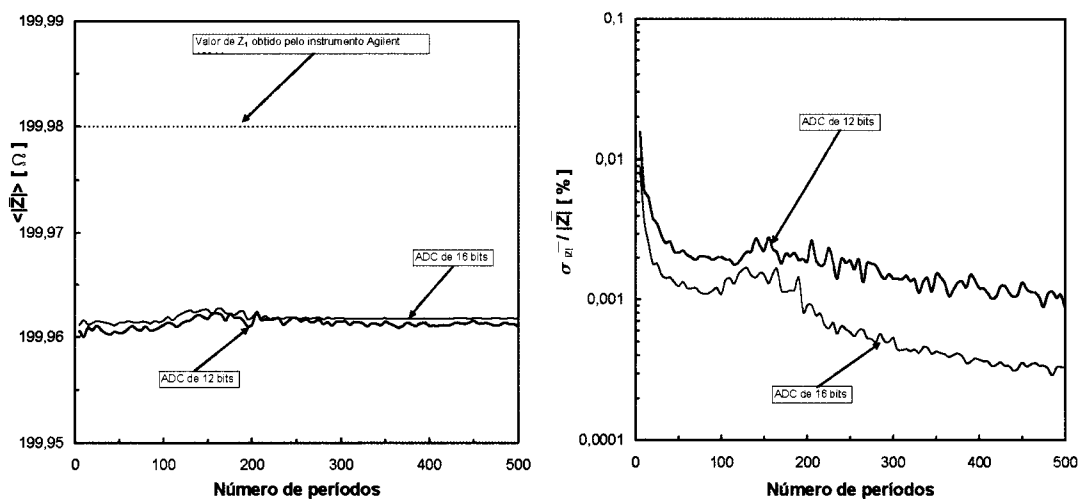 199,99
199,98
199,97
199,96
199,95
<|Z|> [ Ω ]
Valor de Z₁ obtido pelo instrumento Agilent
ADC de 16 bits
ADC de 12 bits
0 100 200 300 400 500
Número de períodos
0,1
0,01
0,001
0,0001
σ|Z| / |Z| [ % ]
ADC de 12 bits
ADC de 16 bits
0 100 200 300 400 500
Número de períodos